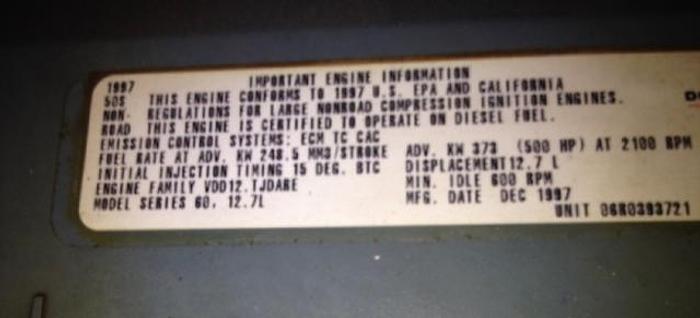 1997 IMPORTANT ENGINE INFORMATION
50S THIS ENGINE CONFORMS TO 1997 U.S. EPA AND CALIFORNIA
NON- REGULATIONS FOR LARGE NONROAD COMPRESSION IGNITION ENGINES.
ROAD THIS ENGINE IS CERTIFIED TO OPERATE ON DIESEL FUEL.
EMISSION CONTROL SYSTEMS: ECM TC CAC
FUEL RATE AT ADV. KW 248.5 MM3/STROKE ADV. KW 373 (500 HP) AT 2100 RPM
INITIAL INJECTION TIMING 15 DEG. BTC DISPLACEMENT 12.7 L
ENGINE FAMILY VDD12.TJDARE MIN. IDLE 600 RPM
MODEL SERIES 60, 12.7L MFG. DATE DEC 1997
UNIT 06R0393721